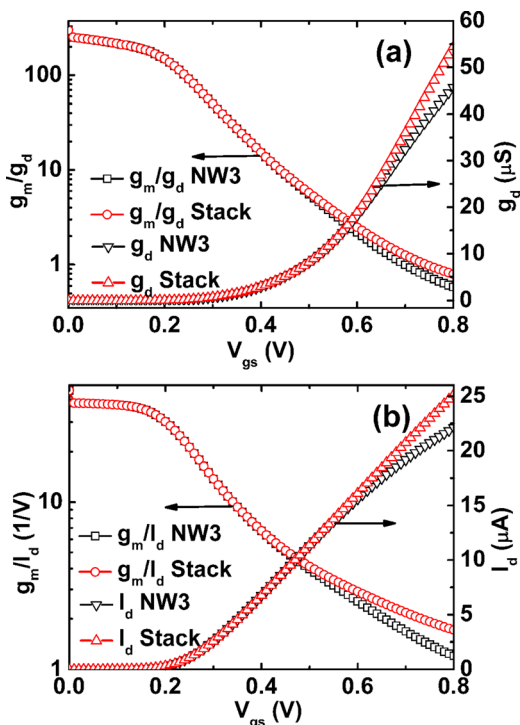 (a)
100
10
1
g_m/g_d
60
50
40
30
20
10
0
g_d (μS)
g_m/g_d NW3
g_m/g_d Stack
g_d NW3
g_d Stack
0.0 0.2 0.4 0.6 0.8
V_gs (V)
(b)
10
1
g_m/I_d (1/V)
25
20
15
10
5
0
I_d (μA)
g_m/I_d NW3
g_m/I_d Stack
I_d NW3
I_d Stack
0.0 0.2 0.4 0.6 0.8
V_gs (V)